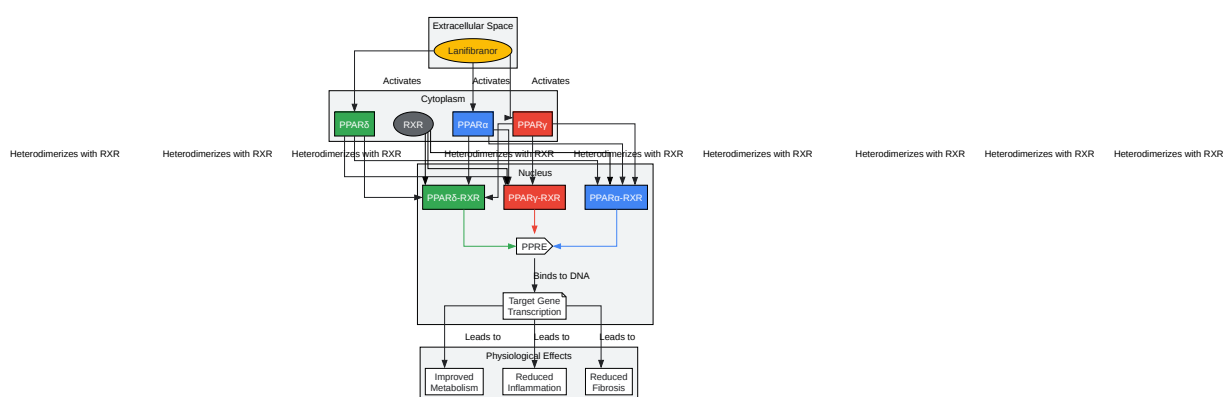 Extracellular Space
Lanifibranor
Activates
Activates
Activates
Cytoplasm
PPARδ
RXR
PPARα
PPARγ
Heterodimerizes with RXR
Heterodimerizes with RXR
Heterodimerizes with RXR
Heterodimerizes with RXR
Heterodimerizes with RXR
Heterodimerizes with RXR
Heterodimerizes with RXR
Heterodimerizes with RXR
Heterodimerizes with RXR
Nucleus
PPARδ-RXR
PPARγ-RXR
PPARα-RXR
PPRE
Binds to DNA
Target Gene
Transcription
Leads to
Leads to
Leads to
Physiological Effects
Improved
Metabolism
Reduced
Inflammation
Reduced
Fibrosis